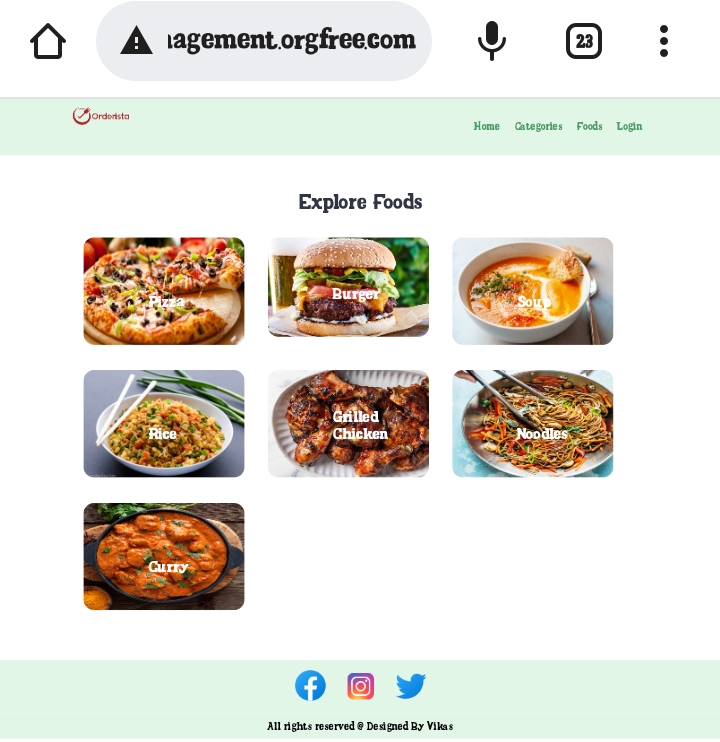 nagement.orgfree.com
23
Orderista
Home Categories Foods Login
Explore Foods
Pizza
Burger
Soup
Rice
Grilled
Chicken
Noodles
Curry
All rights reserved @ Designed By Vikas